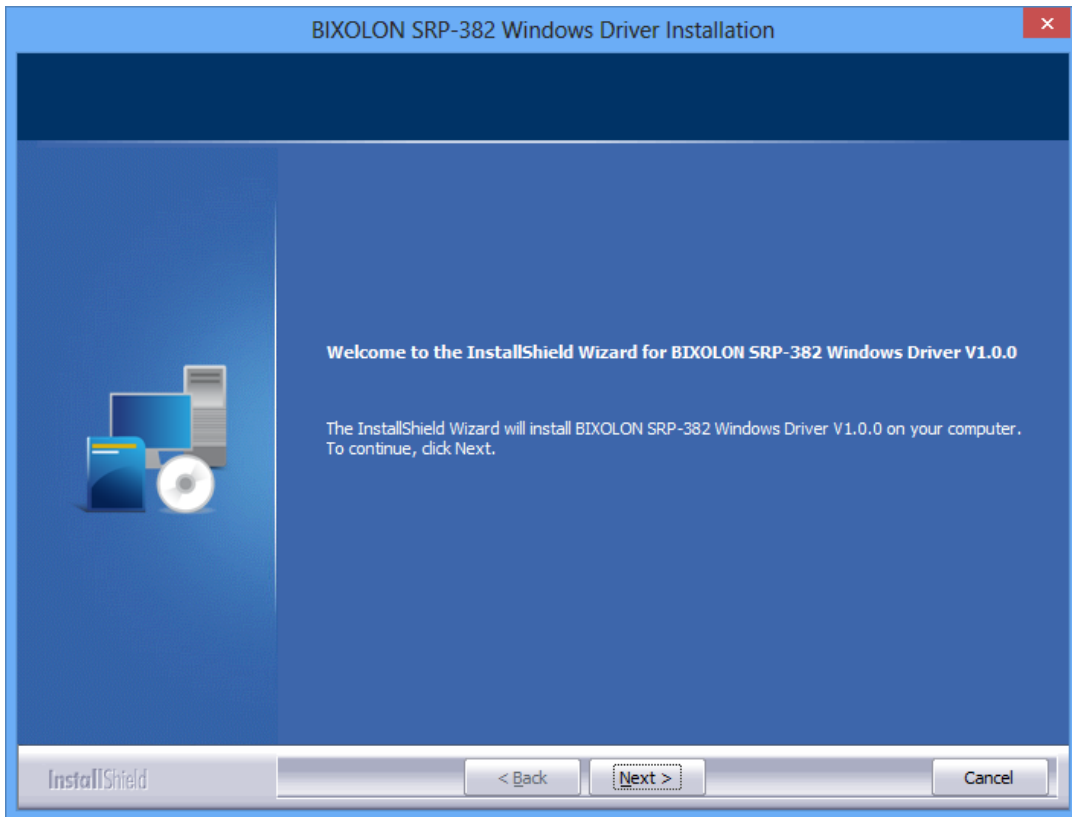 BIXOLON SRP-382 Windows Driver Installation
Welcome to the InstallShield Wizard for BIXOLON SRP-382 Windows Driver V1.0.0
The InstallShield Wizard will install BIXOLON SRP-382 Windows Driver V1.0.0 on your computer.
To continue, click Next.
InstallShield
< Back
Next >
Cancel